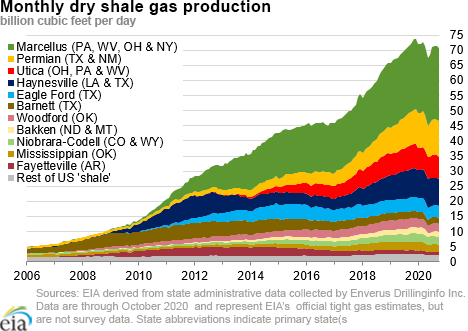 Monthly dry shale gas production
billion cubic feet per day
Marcellus (PA, WV, OH & NY)
Permian (TX & NM)
Utica (OH, PA & WV)
Haynesville (LA & TX)
Eagle Ford (TX)
Barnett (TX)
Woodford (OK)
Bakken (ND & MT)
Niobrara-Codell (CO & WY)
Mississippian (OK)
Fayetteville (AR)
Rest of US 'shale'
80
75
70
65
60
55
50
45
40
35
30
25
20
15
10
5
0
2006 2008 2010 2012 2014 2016 2018 2020
Sources: EIA derived from state administrative data collected by Enverus Drillinginfo Inc.
Data are through October 2020 and represent EIA's official tight gas estimates, but
are not survey data. State abbreviations indicate primary state(s
eia